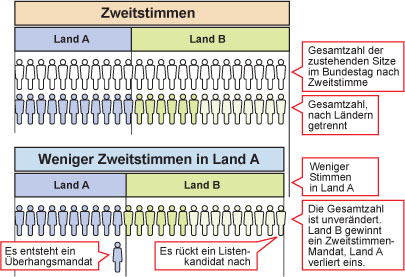 Zweitstimmen
Land A
Land B
Gesamtzahl der
zustehenden Sitze
im Bundestag nach
Zweitstimme
Gesamtzahl,
nach Ländern
getrennt
Weniger Zweitstimmen in Land A
Land A
Land B
Weniger
Stimmen
in Land A
Die Gesamtzahl
ist unverändert.
Land B gewinnt
ein Zweitstimmen-
Mandat, Land A
verliert eins.
Es entsteht ein
Überhangsmandat
Es rückt ein Listen-
kandidat nach